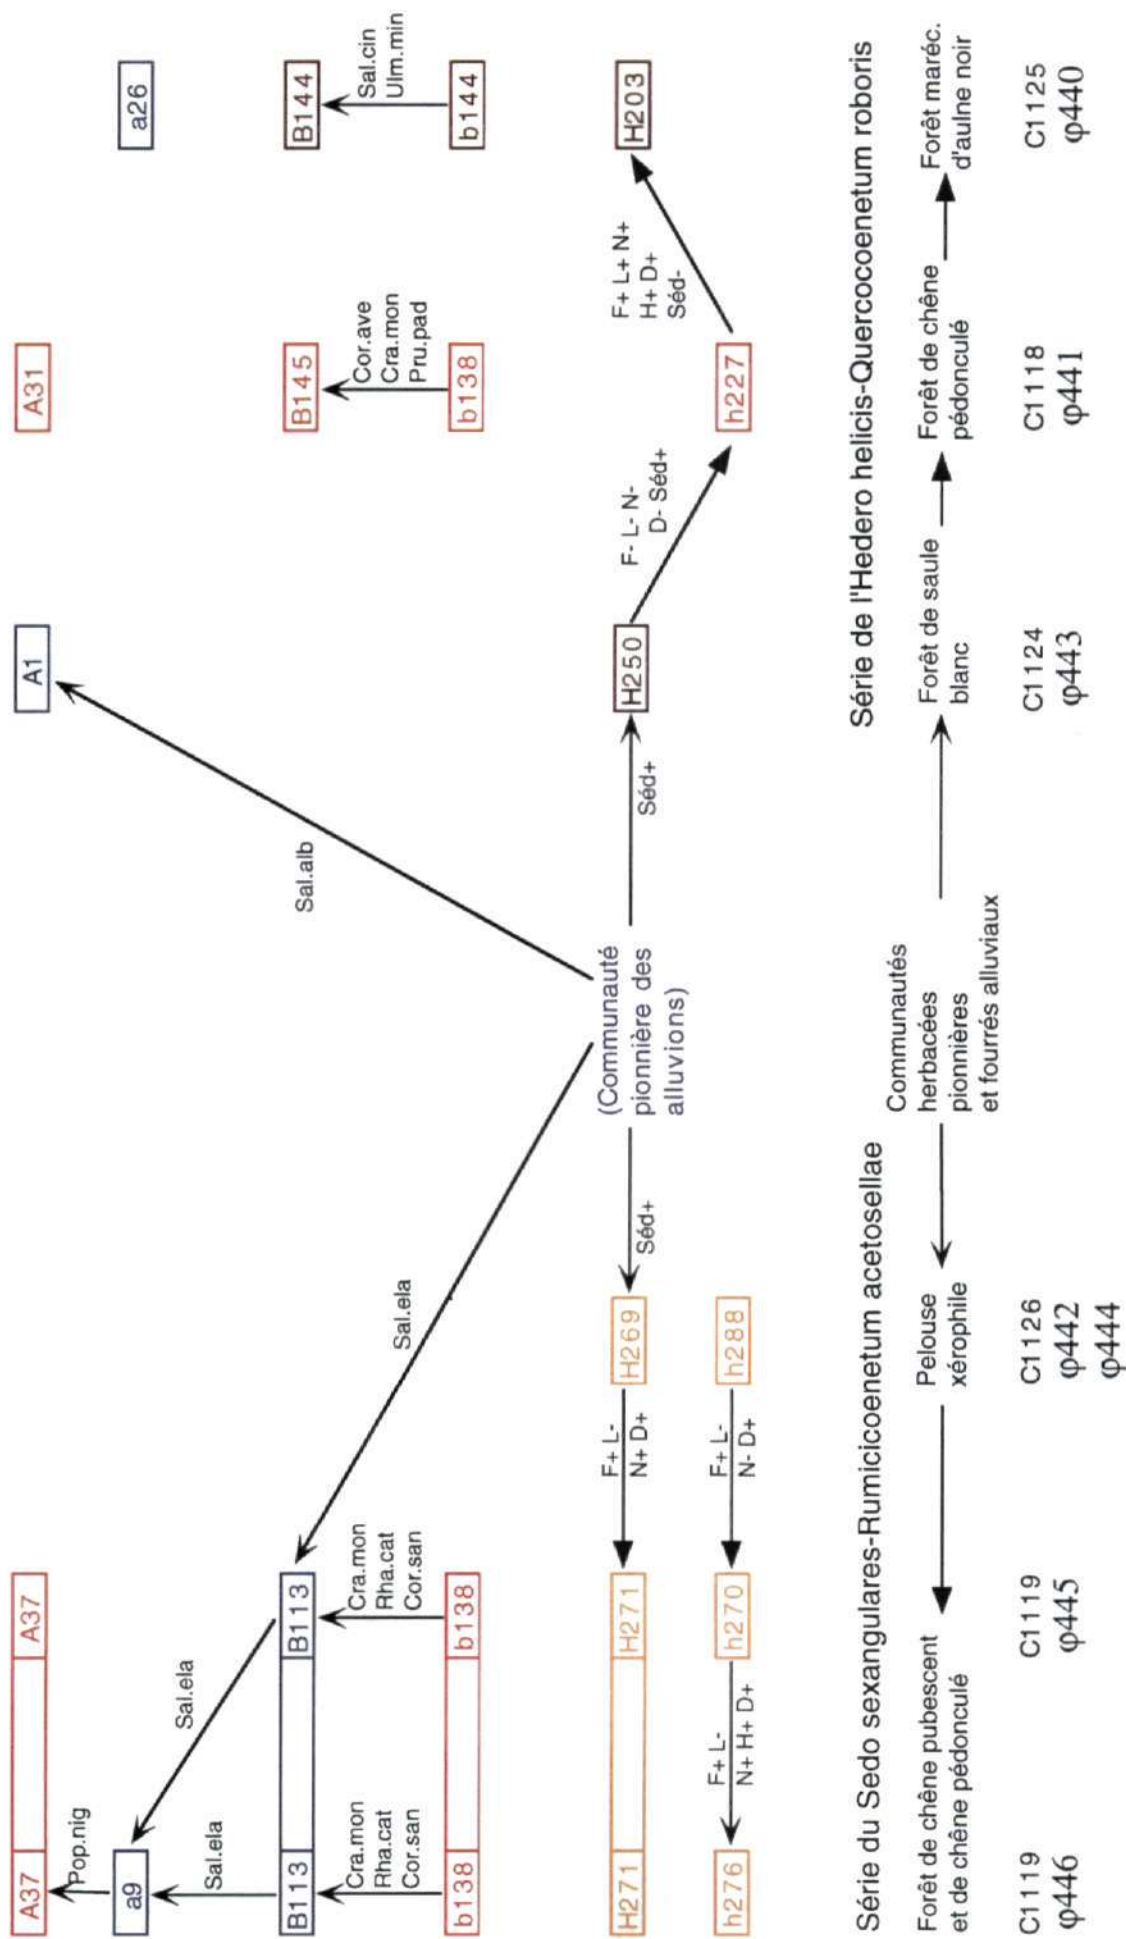 A37
A37
A1
A31
Pop.nig
a9
Sal.ela
a26
Sal.ela
Sal.alb
B113
B113
B145
B144
Cra.mon
Rha.cat
Cor.san
Cra.mon
Rha.cat
Cor.san
Sal.ela
Cor.ave
Cra.mon
Pru.pad
Sal.cin
Ulm.min
b138
b138
b138
b144
H271
H271
F+ L-
N+ D+
H269
Séd+
(Communauté
pionnière des
alluvions)
Séd+
H250
F- L- N-
D- Séd+
F+ L+ N+
H+ D+
Séd-
H203
h276
F+ L-
N+ H+ D+
h270
F+ L-
N- D+
h288
h227
Série du Sedo sexangulares-Rumicicoenetum acetosellae
Série de l'Hedero helicis-Quercocoenetum roboris
Forêt de chêne pubescent
et de chêne pédonculé
Pelouse
xérophile
Communautés
herbacées
pionnières
et fourrés alluviaux
Forêt de saule
blanc
Forêt de chêne
pédonculé
Forêt maréc.
d'aulne noir
C1119
φ446
C1119
φ445
C1126
φ442
φ444
C1124
φ443
C1118
φ441
C1125
φ440